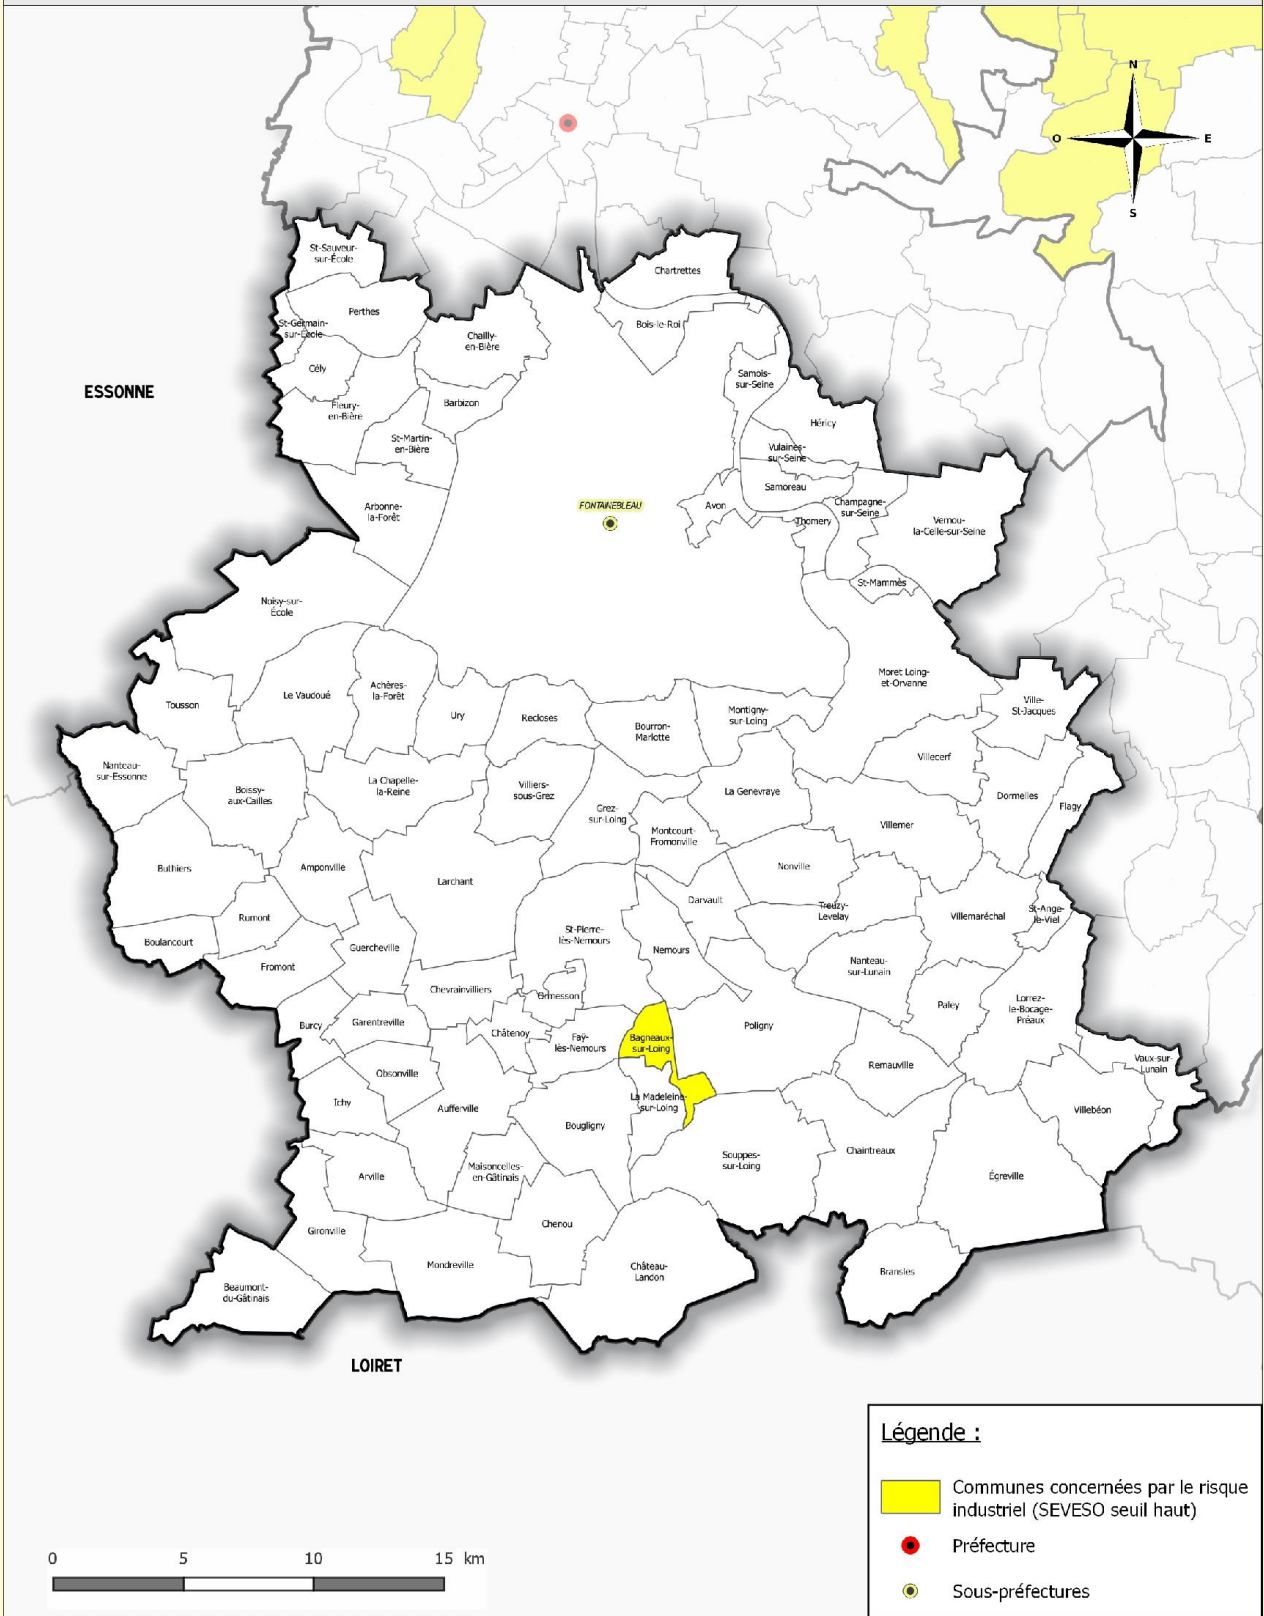 N
O
E
S
St-Sauveur-
sur-École
Chartrettes
Perthes
St-Germain-
sur-École
Bois-le-Roi
Chailly-
en-Bière
Cély
Samois-
sur-Seine
ESSONNE
Barbizon
Fleury-
en-Bière
Héricy
St-Martin-
en-Bière
Vulaines-
sur-Seine
Samoreau
Arbonne-
la-Forêt
FONTAINEBLEAU
Avon
Champagne-
sur-Seine
Thomery
Vernou-
la-Celle-sur-Seine
St-Mammès
Noisy-sur-
École
Moret Loing-
et-Orvanne
Le Vaudoué
Achères-
la-Forêt
Tousson
Ury
Recloses
Bourron-
Marlotte
Montigny-
sur-Loing
Ville-
St-Jacques
Villecerf
Nanteau-
sur-Essonne
Boissy-
aux-Cailles
La Chapelle-
la-Reine
Villiers-
sous-Grez
La Genevraye
Dormelles
Flagy
Grez-
sur-Loing
Montcourt-
Fromonville
Villemer
Buthiers
Amponville
Larchant
Nonville
Darvault
Treuzy-
Levelay
Villemaréchal
St-Ange-
le-Viel
Rumont
Boulancourt
Guercheville
St-Pierre-
lès-Nemours
Nemours
Fromont
Nanteau-
sur-Lunain
Chevrainvilliers
Ormesson
Paley
Lorrez-
le-Bocage-
Préaux
Burcy
Garentreville
Châtenoy
Faÿ-
lès-Nemours
Bagneaux-
sur-Loing
Poligny
Remauville
Vaux-sur-
Lunain
Obsonville
Ichy
Aufferville
La Madeleine-
sur-Loing
Villebéon
Bougligny
Souppes-
sur-Loing
Chaintreaux
Arville
Maisoncelles-
en-Gâtinais
Égreville
Gironville
Chenou
Mondreville
Château-
Landon
Bransles
Beaumont-
du-Gâtinais
LOIRET
Légende :
Communes concernées par le risque
industriel (SEVESO seuil haut)
Préfecture
Sous-préfectures
0 5 10 15 km